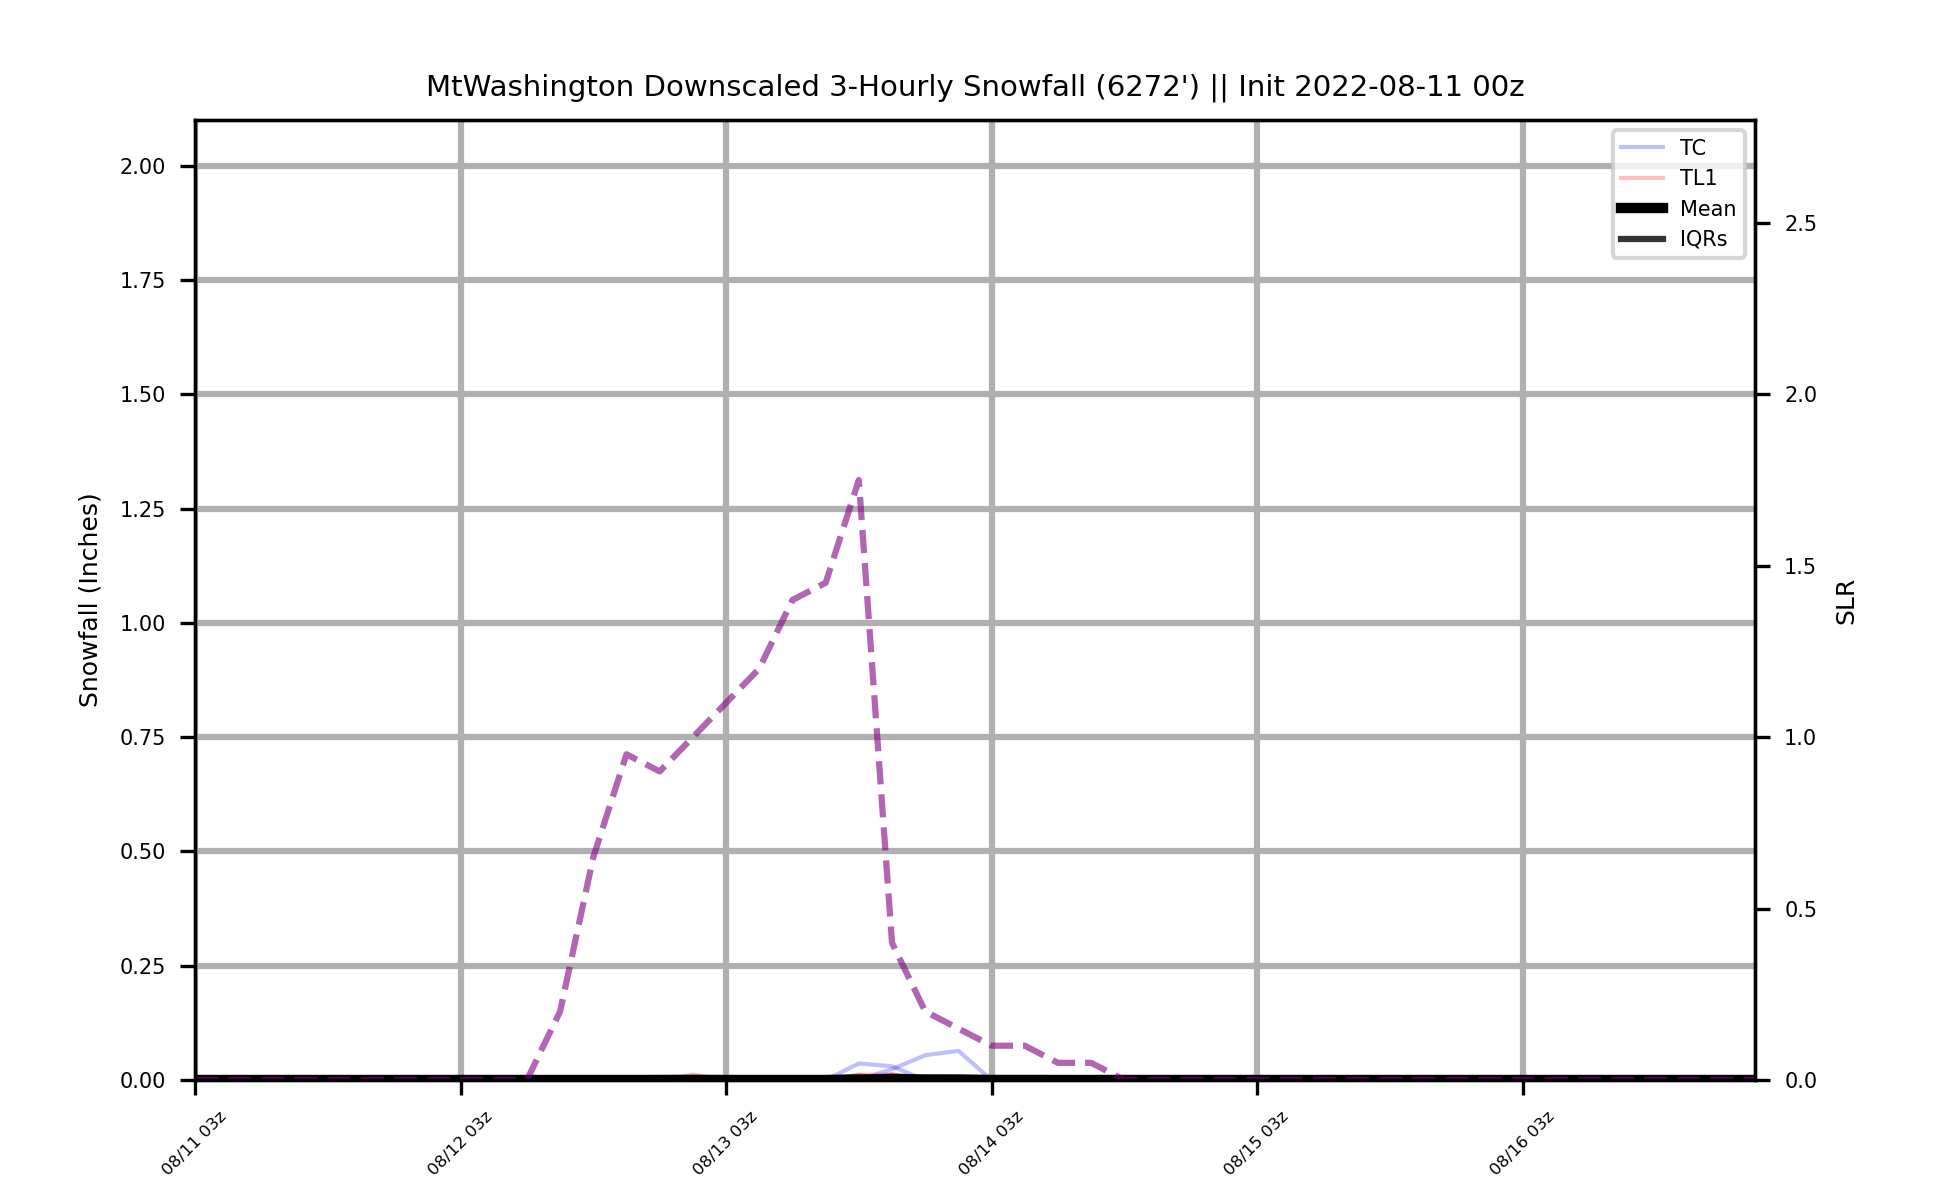 MtWashington Downscaled 3-Hourly Snowfall (6272') || Init 2022-08-11 00z
TC
TL1
Mean
IQRs
2.00
1.75
1.50
1.25
1.00
0.75
0.50
0.25
0.00
Snowfall (Inches)
2.5
2.0
1.5
1.0
0.5
0.0
SLR
08/11 03z
08/12 03z
08/13 03z
08/14 03z
08/15 03z
08/16 03z